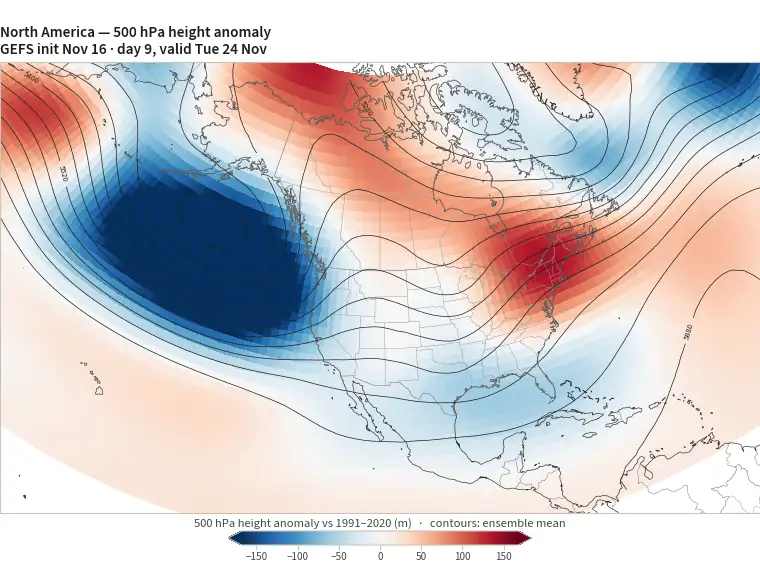 North America — 500 hPa height anomaly
GEFS init Nov 16 · day 9, valid Tue 24 Nov
5880
500 hPa height anomaly vs 1991–2020 (m) · contours: ensemble mean
−150 −100 −50 0 50 100 150